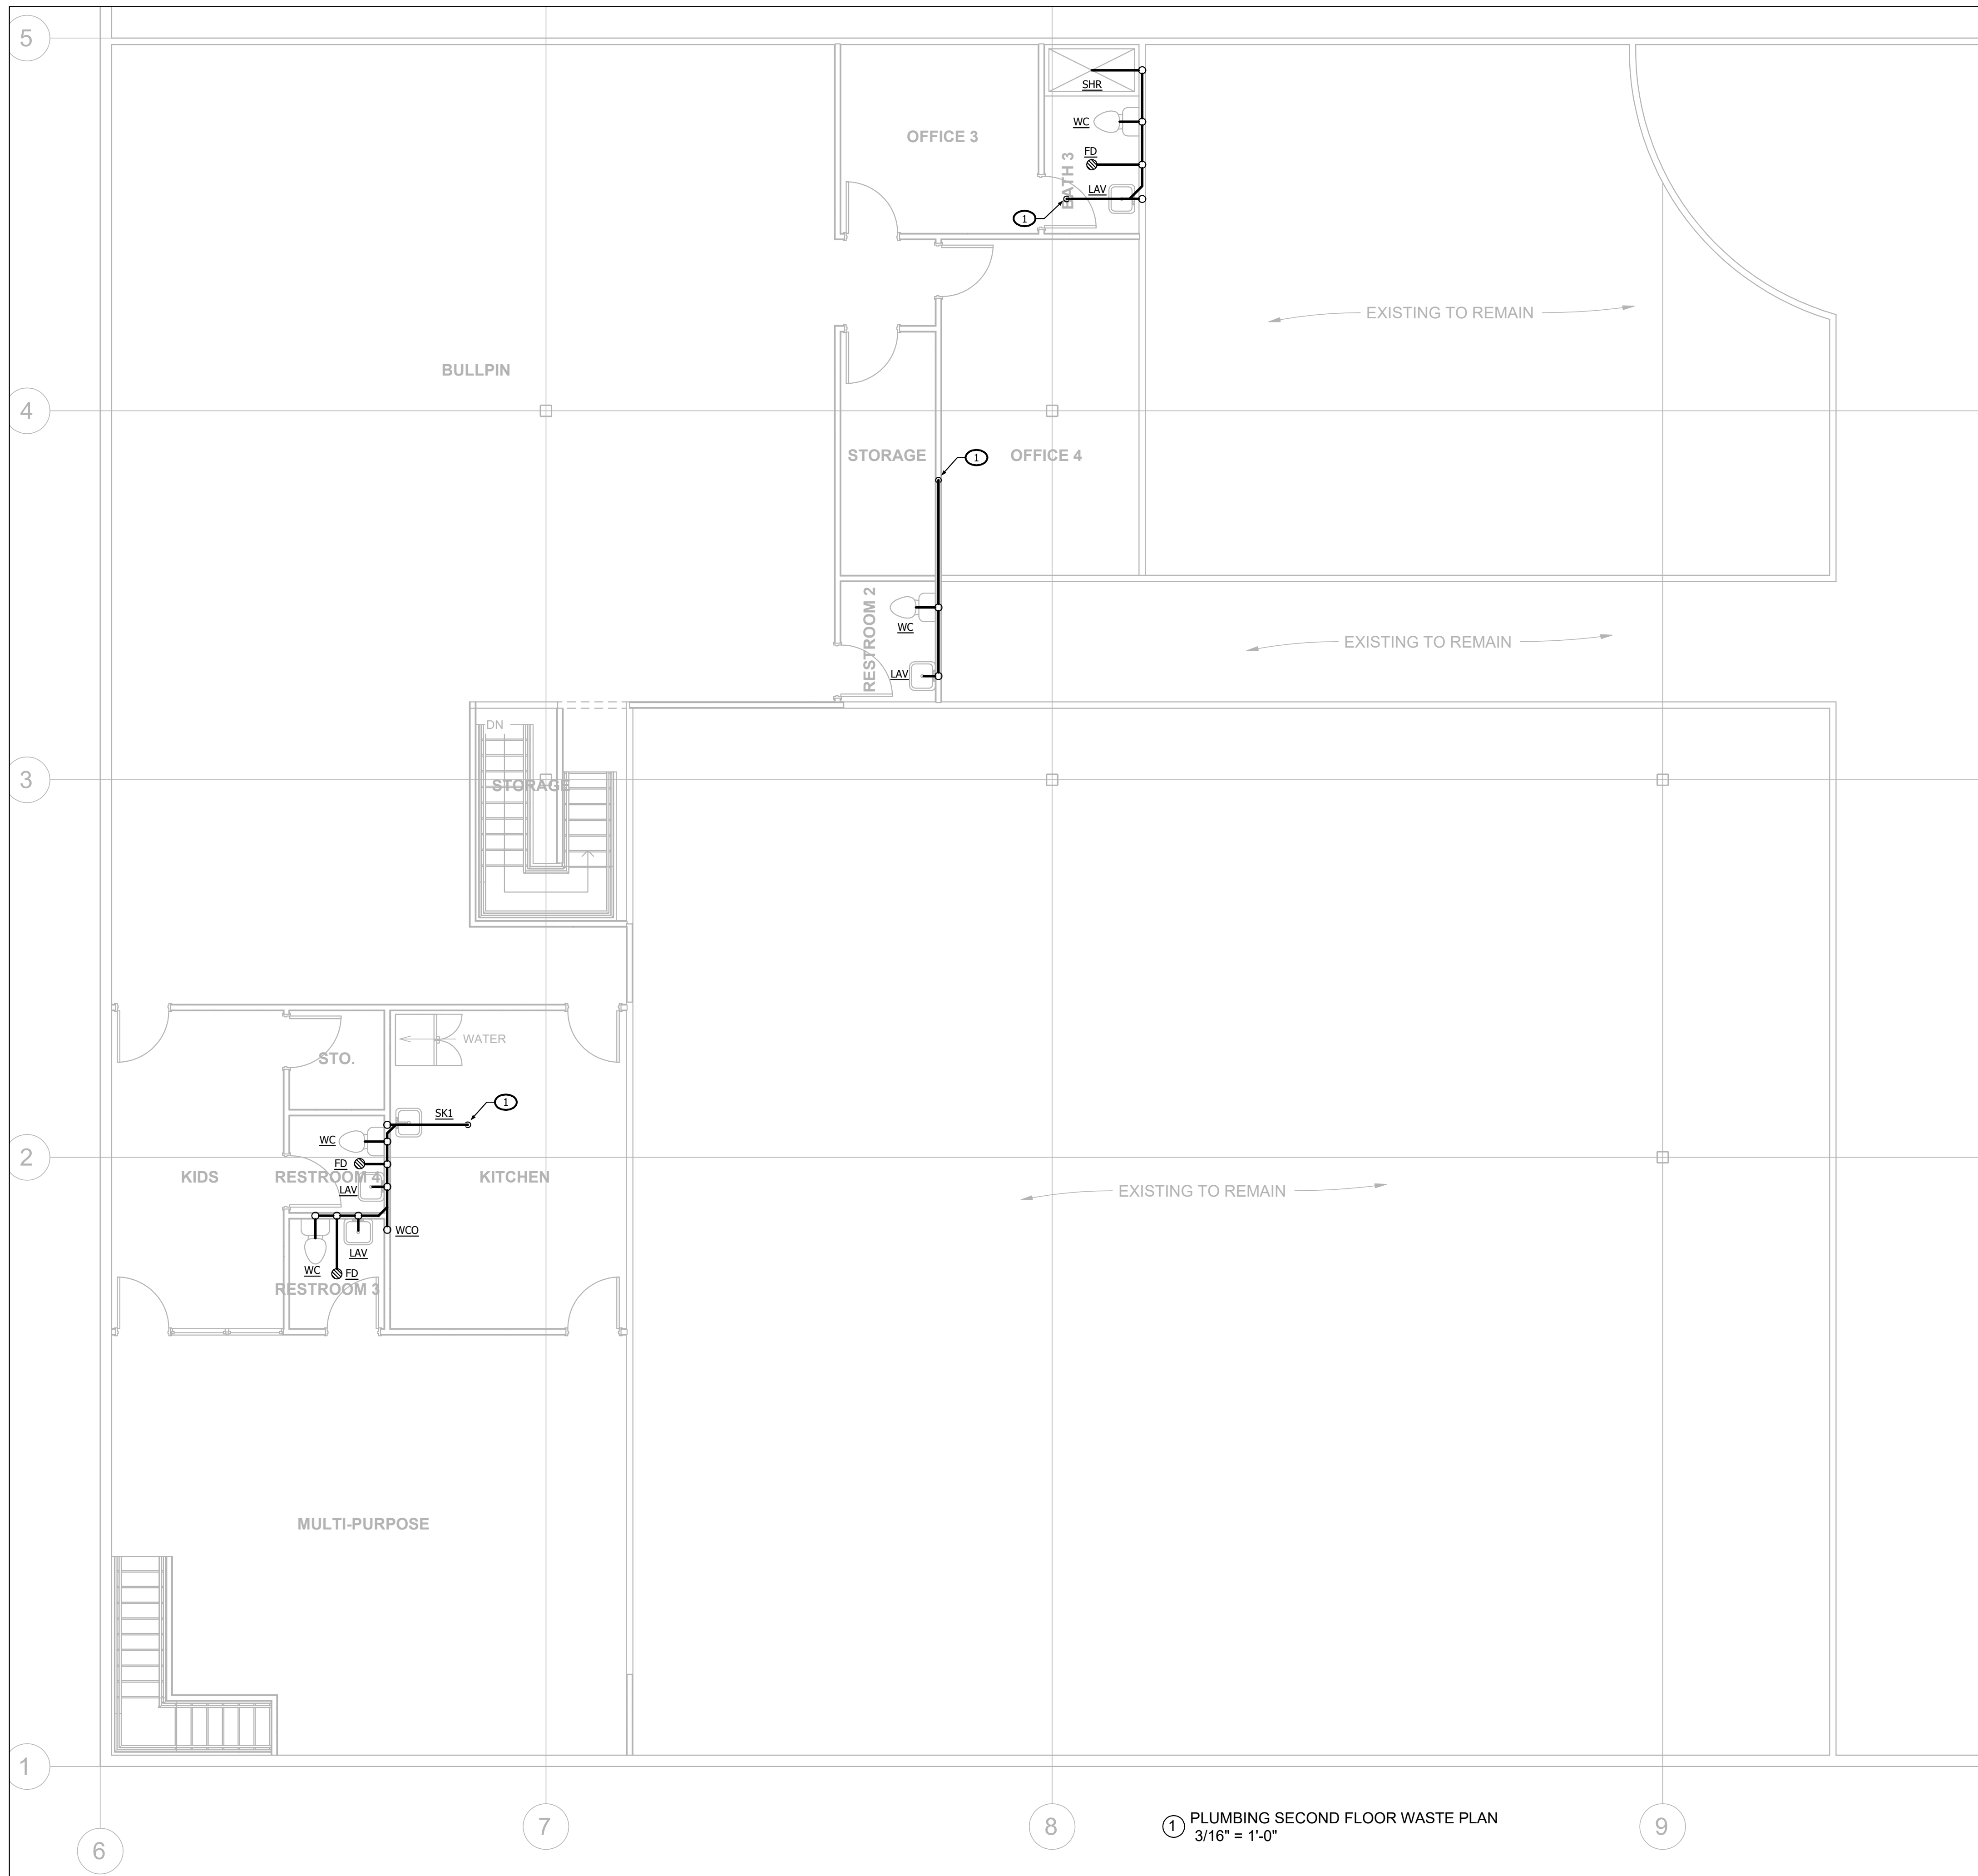 5
SHR
WC
OFFICE 3
FD
BATH 3
LAV
1
EXISTING TO REMAIN
BULLPIN
4
STORAGE
1
OFFICE 4
RESTROOM 2
WC
EXISTING TO REMAIN
LAV
DN
3
STORAGE
WATER
STO.
1
SK1
WC
2
FD
KIDS
RESTROOM 4
KITCHEN
LAV
EXISTING TO REMAIN
WCO
LAV
WC
FD
RESTROOM 3
MULTI-PURPOSE
1
6
7
8
1
PLUMBING SECOND FLOOR WASTE PLAN
3/16" = 1'-0"
9